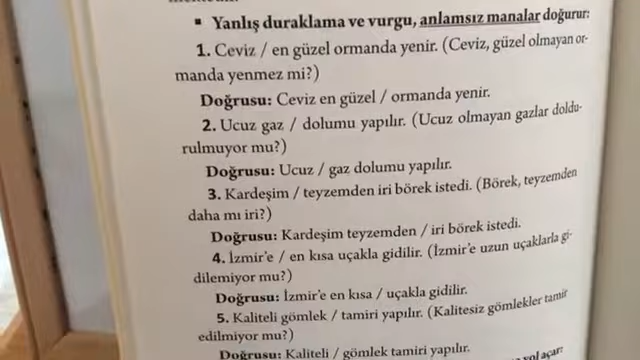 ▪ Yanlış duraklama ve vurgu, anlamsız manalar doğurur:
1. Ceviz / en güzel ormanda yenir. (Ceviz, güzel olmayan or-
manda yenmez mi?)
Doğrusu: Ceviz en güzel / ormanda yenir.
2. Ucuz gaz / dolumu yapılır. (Ucuz olmayan gazlar doldu-
rulmuyor mu?)
Doğrusu: Ucuz / gaz dolumu yapılır.
3. Kardeşim / teyzemden iri börek istedi. (Börek, teyzemden
daha mı iri?)
Doğrusu: Kardeşim teyzemden / iri börek istedi.
4. İzmir'e / en kısa uçakla gidilir. (İzmir'e uzun uçaklarla gi-
dilemiyor mu?)
Doğrusu: İzmir'e en kısa / uçakla gidilir.
5. Kaliteli gömlek / tamiri yapılır. (Kalitesiz gömlekler tamir
edilmiyor mu?)
Doğrusu: Kaliteli / gömlek tamiri yapılır.
yol açar: